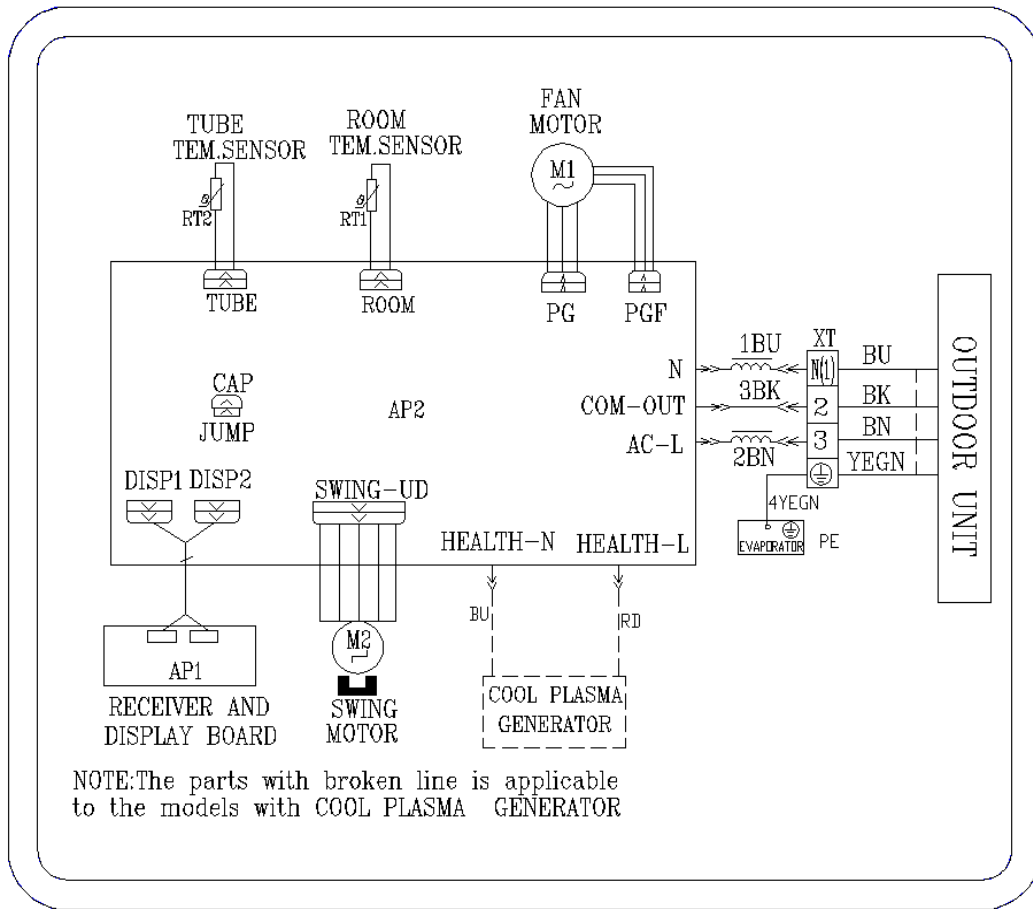 TUBE
TEM.SENSOR
ROOM
TEM.SENSOR
FAN
MOTOR
M1
RT2
RT1
TUBE
ROOM
PG
PGF
CAP
JUMP
AP2
N
COM-OUT
AC-L
1BU
3BK
2BN
XT
N(1)
2
3
BU
BK
BN
YEGN
OUTDOOR UNIT
4YEGN
EVAPORATOR
PE
DISP1
DISP2
SWING-UD
HEALTH-N
HEALTH-L
BU
RD
M2
AP1
RECEIVER AND
DISPLAY BOARD
SWING
MOTOR
COOL PLASMA
GENERATOR
NOTE:The parts with broken line is applicable
to the models with COOL PLASMA GENERATOR